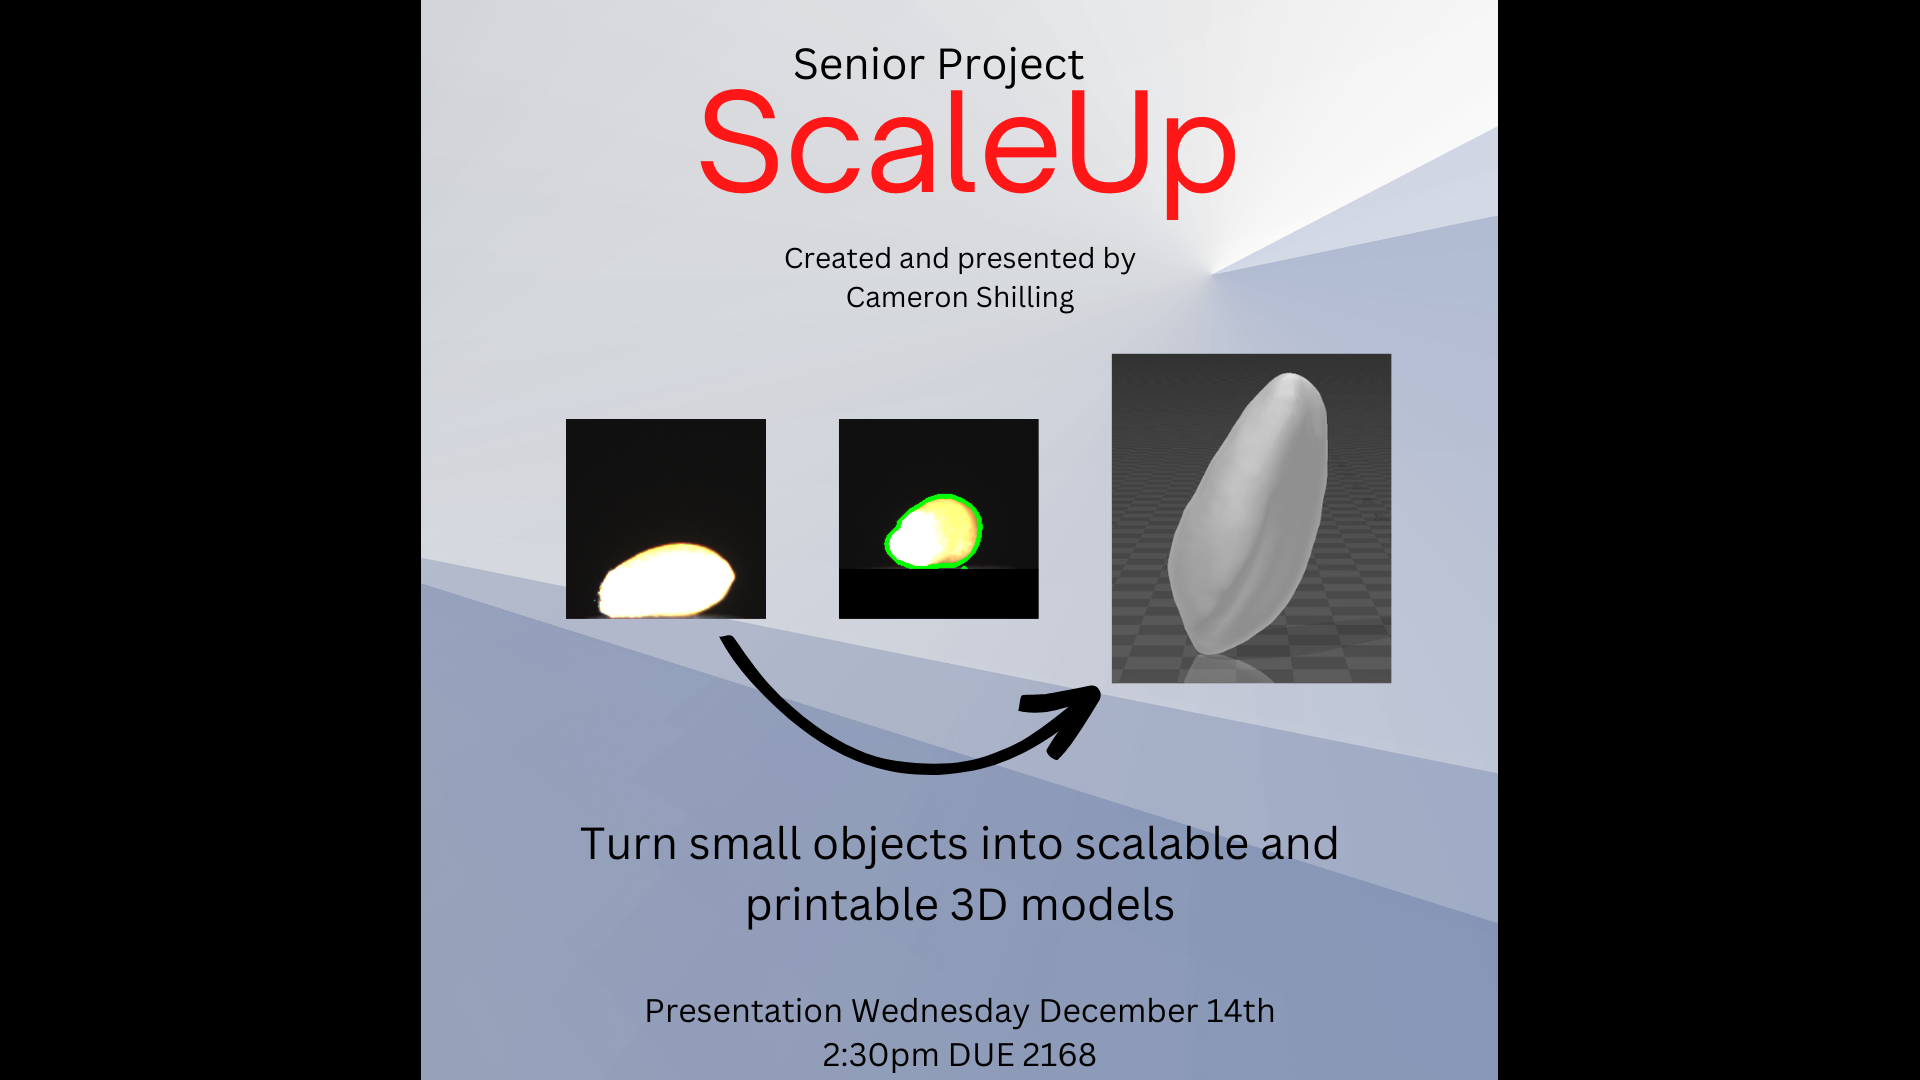 Senior Project
ScaleUp
Created and presented by
Cameron Shilling
Turn small objects into scalable and
printable 3D models
Presentation Wednesday December 14th
2:30pm DUE 2168